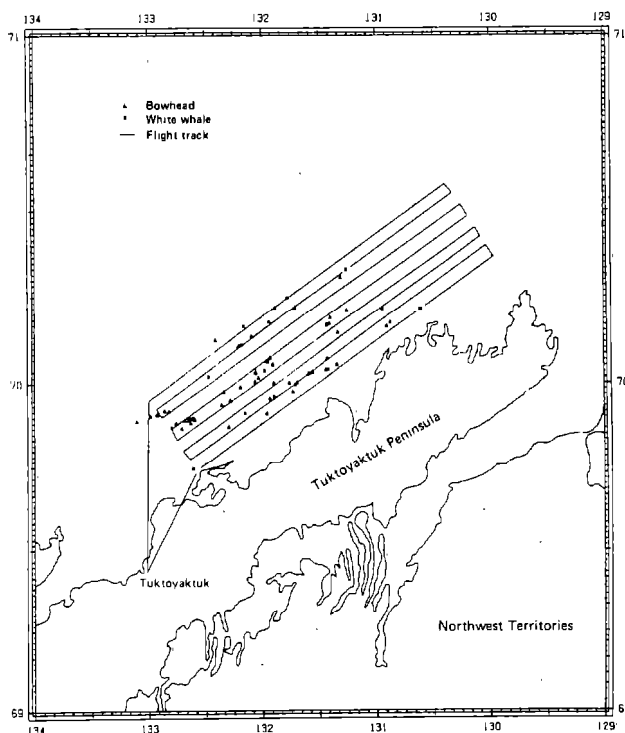 134 133 132 131 130 129
71 71
Bowhead
White whale
Flight track
70 70
Tuktoyaktuk Peninsula
Tuktoyaktuk
Northwest Territories
69 6
134 133 132 131 130 129